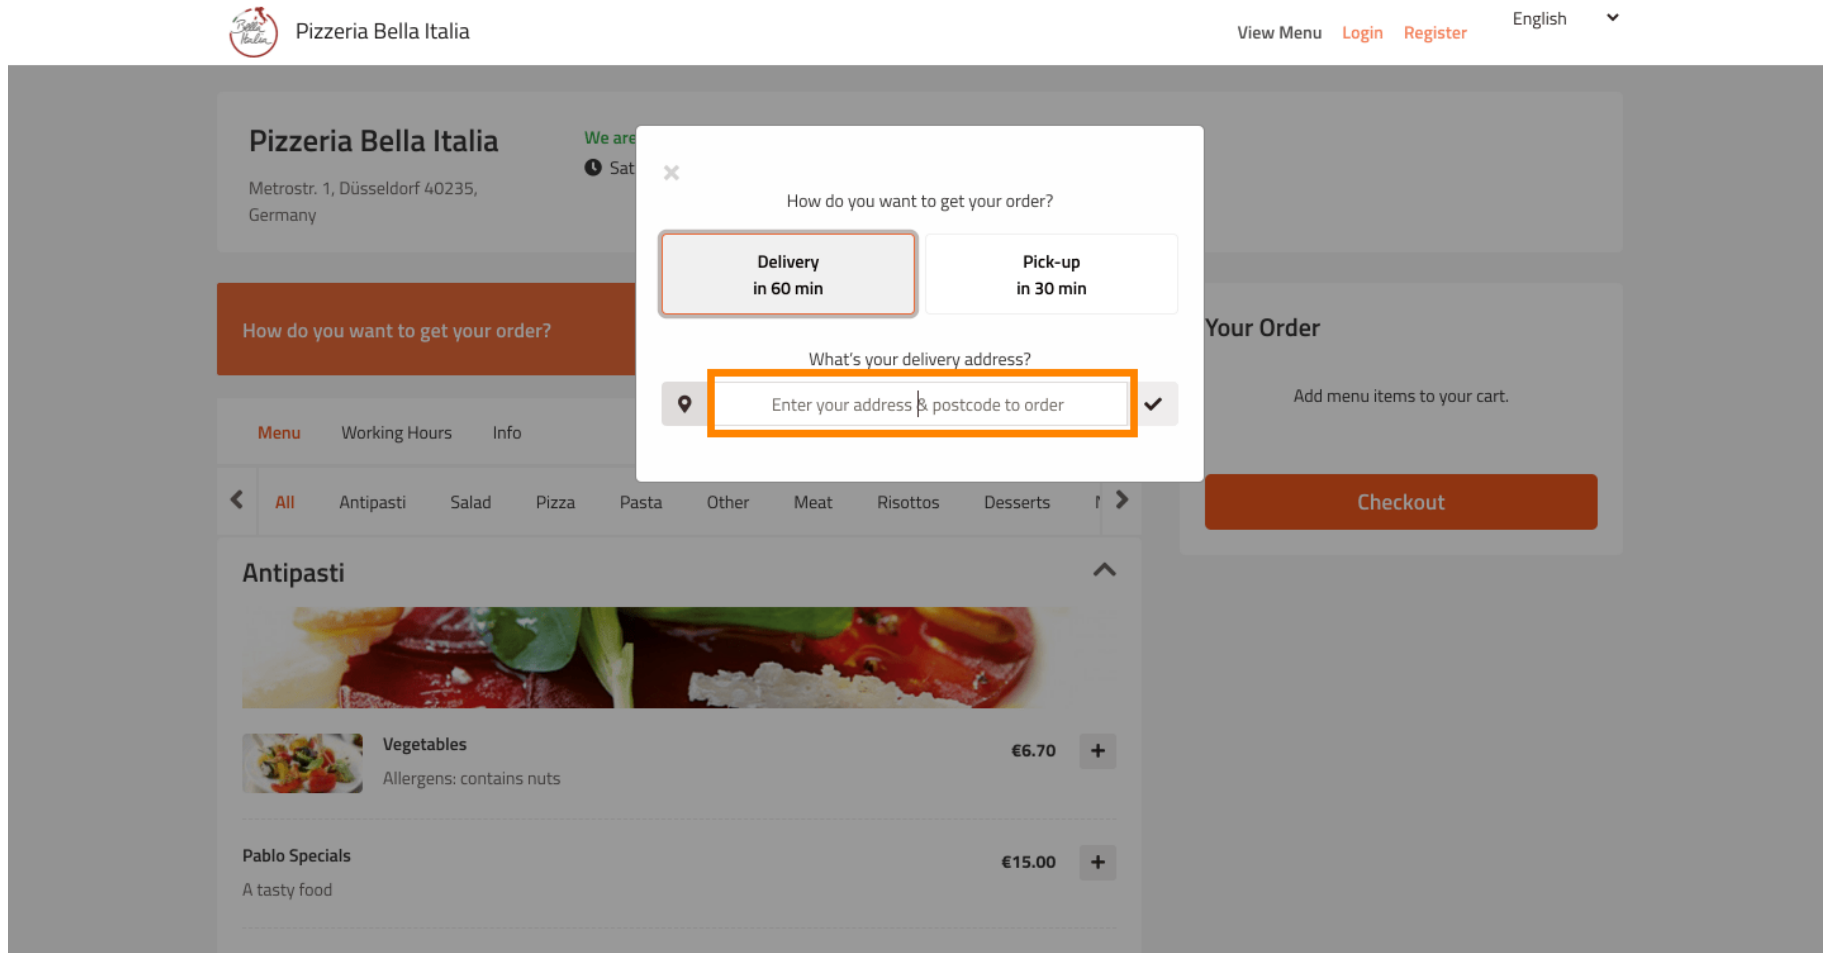 Bella
Italia
Pizzeria Bella Italia
View Menu
Login
Register
English
Pizzeria Bella Italia
Metrostr. 1, Düsseldorf 40235,
Germany
We are
Sat
How do you want to get your order?
Delivery
in 60 min
Pick-up
in 30 min
What's your delivery address?
Enter your address & postcode to order
How do you want to get your order?
Menu
Working Hours
Info
All
Antipasti
Salad
Pizza
Pasta
Other
Meat
Risottos
Desserts
Antipasti
Vegetables
€6.70
Allergens: contains nuts
Pablo Specials
€15.00
A tasty food
Your Order
Add menu items to your cart.
Checkout